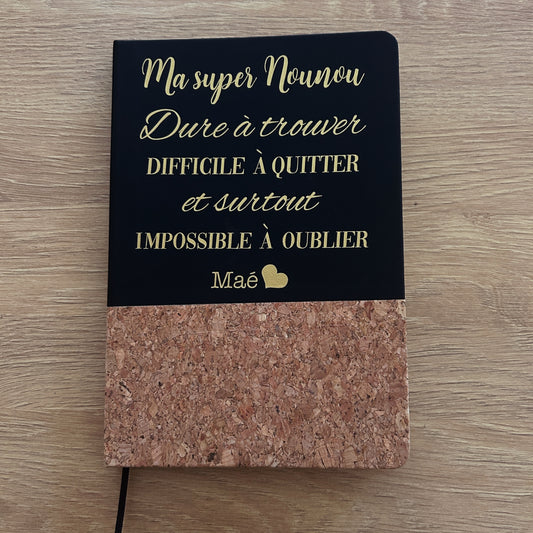 Ma super Nounou
Dure à trouver
DIFFICILE À QUITTER
et surtout
IMPOSSIBLE À OUBLIER
Maé